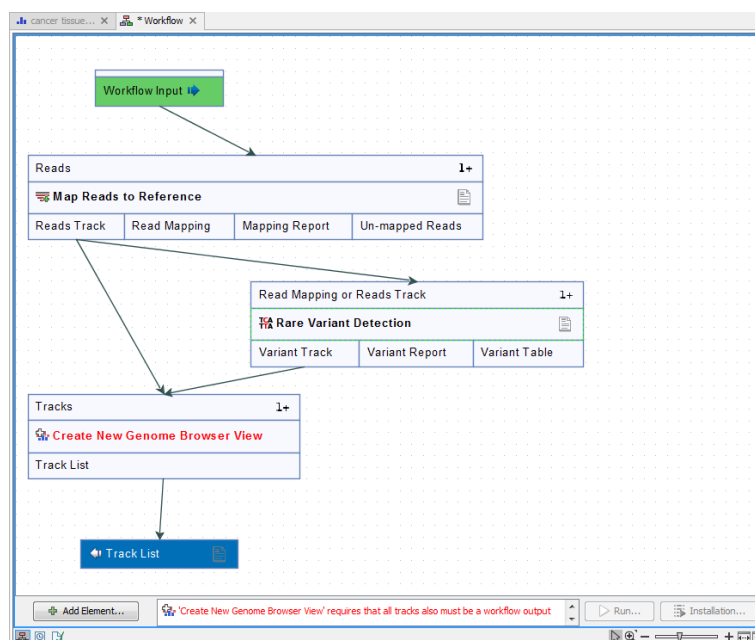 cancer tissue...
* Workflow
Workflow Input
Reads 1+
Map Reads to Reference
Reads Track Read Mapping Mapping Report Un-mapped Reads
Read Mapping or Reads Track 1+
Rare Variant Detection
Variant Track Variant Report Variant Table
Tracks 1+
Create New Genome Browser View
Track List
Track List
Add Element... 'Create New Genome Browser View' requires that all tracks also must be a workflow output Run... Installation...